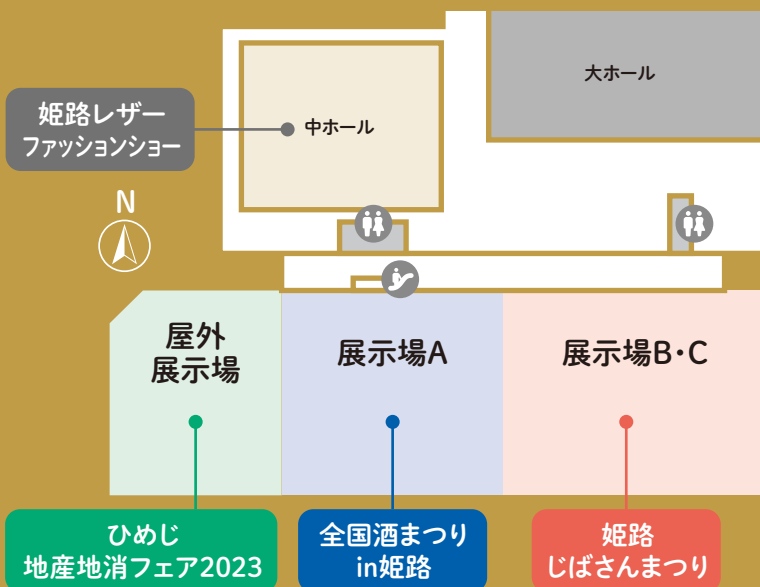 大ホール
姫路レザー
ファッションショー
中ホール
N
屋外
展示場
展示場A
展示場B・C
ひめじ
地産地消フェア2023
全国酒まつり
in姫路
姫路
じばさんまつり